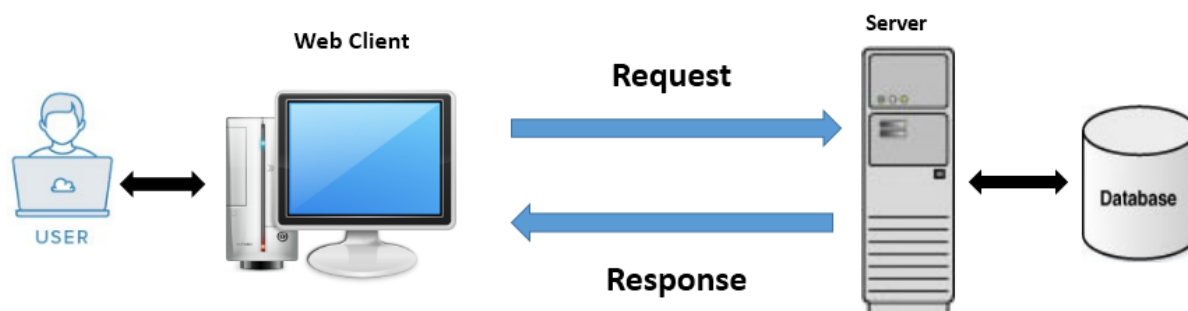 Web Client
Server
Request
USER
Database
Response